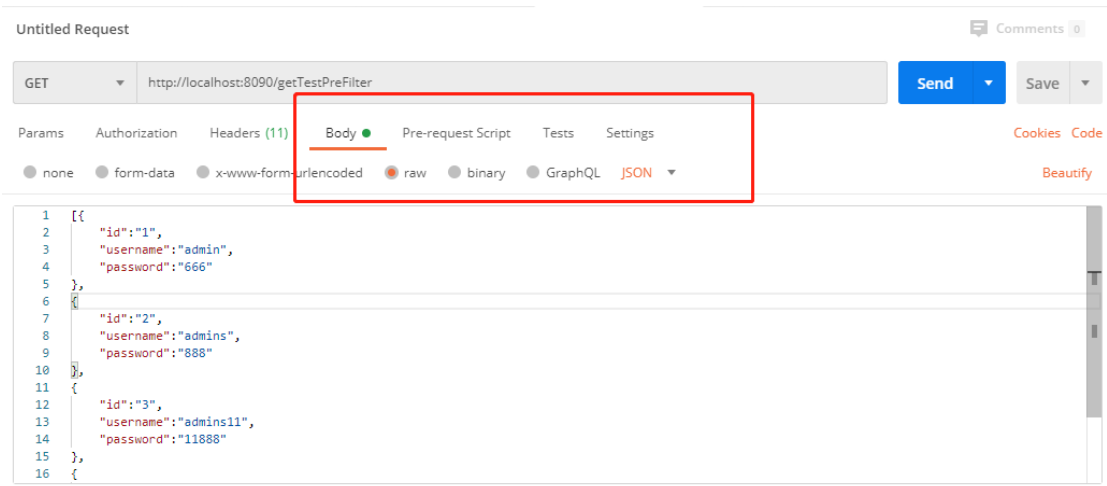 Untitled Request Comments 0
GET http://localhost:8090/getTestPreFilter Send Save
Params Authorization Headers (11) Body Pre-request Script Tests Settings Cookies Code
none form-data x-www-form-urlencoded raw binary GraphQL JSON Beautify
1 [{
2 "id":"1",
3 "username":"admin",
4 "password":"666"
5 },
6 {
7 "id":"2",
8 "username":"admins",
9 "password":"888"
10 },
11 {
12 "id":"3",
13 "username":"admins11",
14 "password":"11888"
15 },
16 {